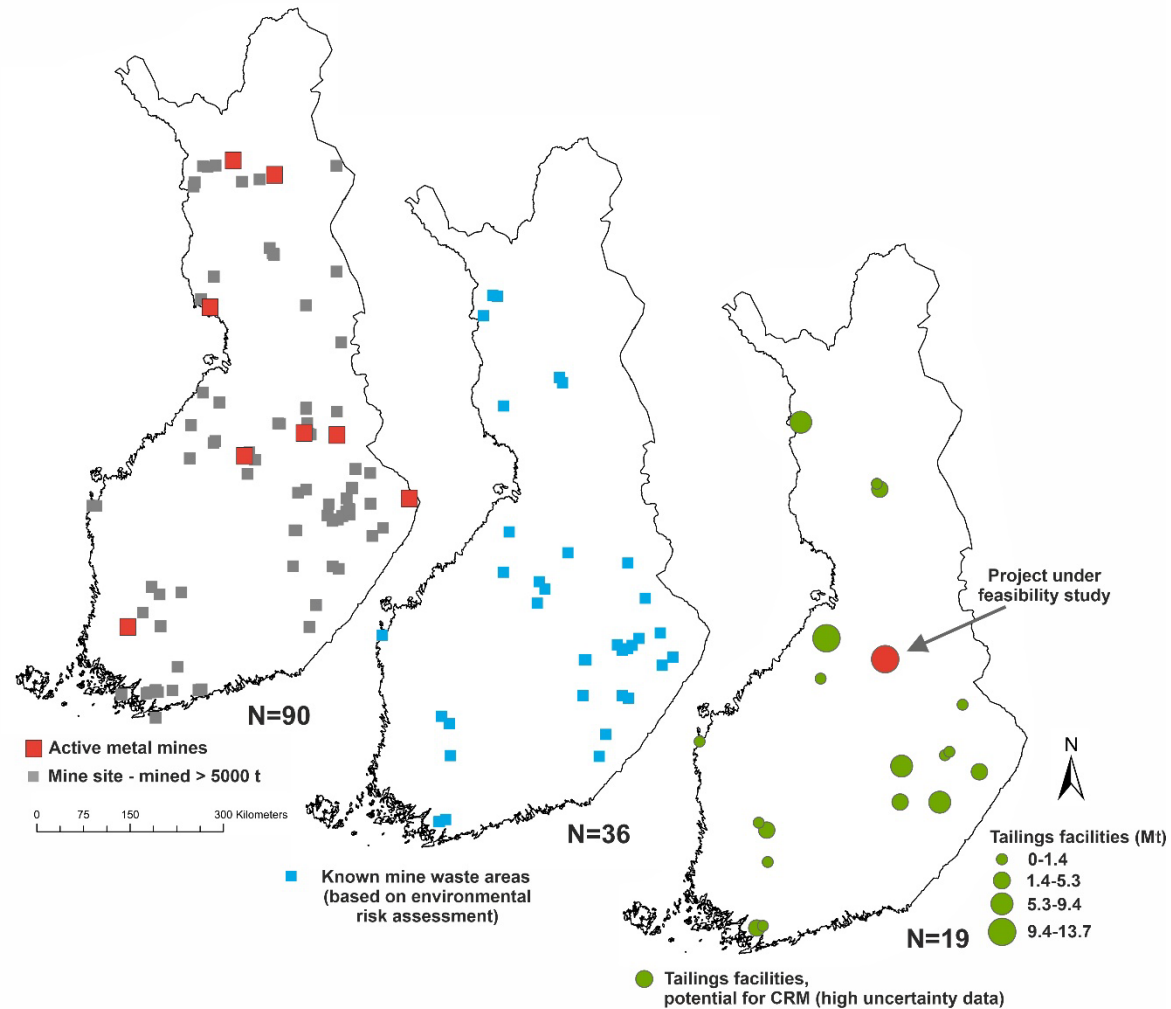 Project under
feasibility study
N=90
Active metal mines
Mine site - mined > 5000 t
0 75 150 300 Kilometers
N=36
Known mine waste areas
(based on environmental
risk assessment)
N
Tailings facilities (Mt)
0-1.4
1.4-5.3
5.3-9.4
9.4-13.7
N=19
Tailings facilities,
potential for CRM (high uncertainty data)